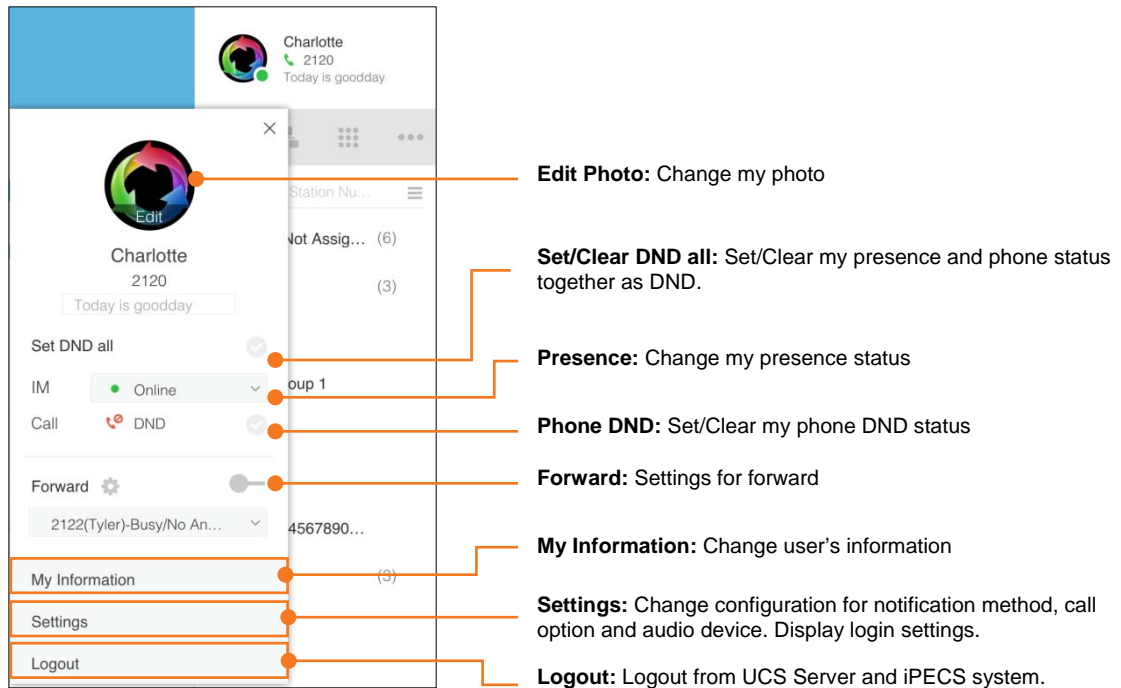 Charlotte
2120
Today is goodday
Station Nu...
Edit
Charlotte
2120
Today is goodday
Not Assig... (6)
(3)
Set DND all
IM Online
oup 1
Call DND
Forward
2122(Tyler)-Busy/No An...
4567890...
My Information
(3)
Settings
Logout
Edit Photo: Change my photo
Set/Clear DND all: Set/Clear my presence and phone status
together as DND.
Presence: Change my presence status
Phone DND: Set/Clear my phone DND status
Forward: Settings for forward
My Information: Change user's information
Settings: Change configuration for notification method, call
option and audio device. Display login settings.
Logout: Logout from UCS Server and iPECS system.